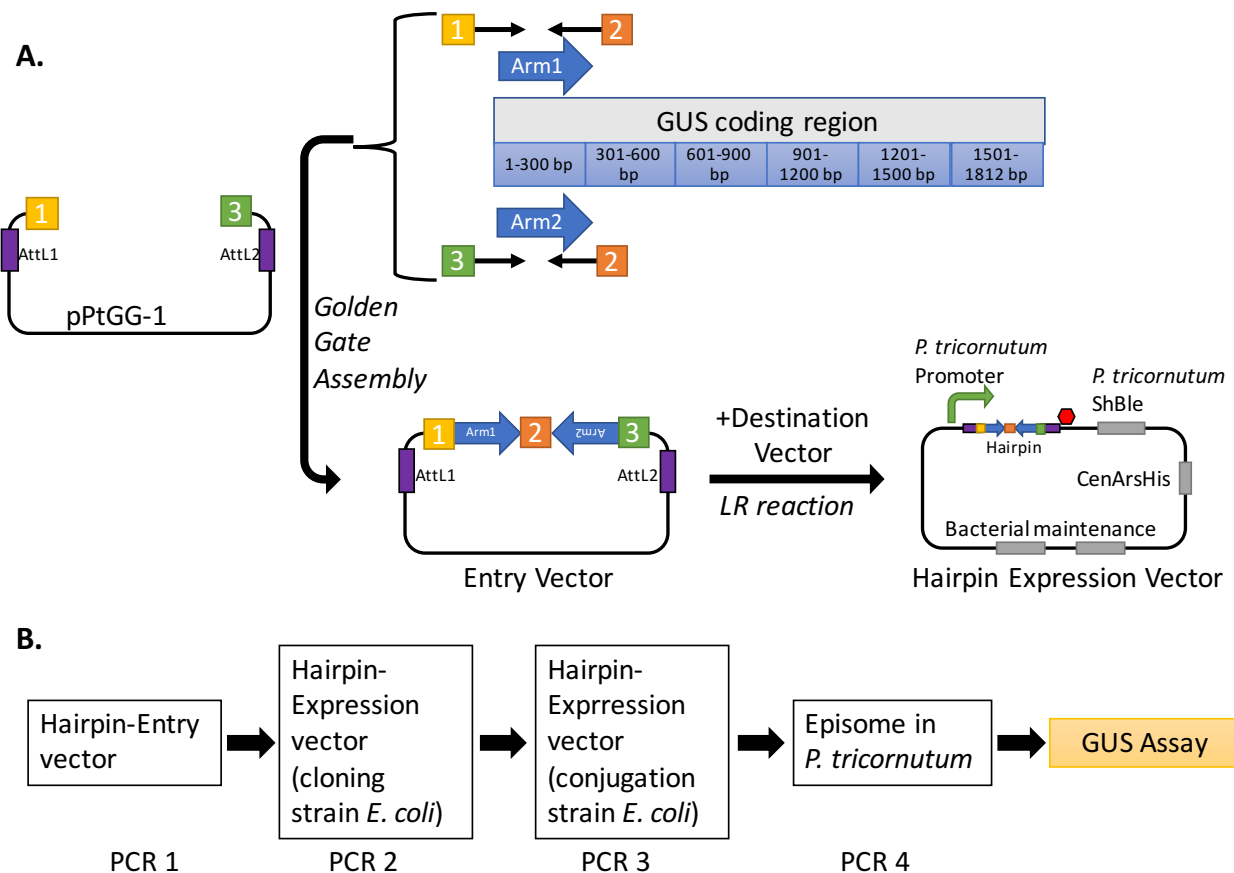 A.
1
2
Arm1
GUS coding region
1-300 bp
301-600
bp
601-900
bp
901-
1200 bp
1201-
1500 bp
1501-
1812 bp
Arm2
3
2
1
3
AttL1
AttL2
pPtGG-1
Golden
Gate
Assembly
1
Arm1
2
Arm2
3
AttL1
AttL2
Entry Vector
+Destination
Vector
LR reaction
P. tricornutum
Promoter
P. tricornutum
ShBle
Hairpin
CenArsHis
Bacterial maintenance
Hairpin Expression Vector
B.
Hairpin-Entry
vector
Hairpin-
Expression
vector
(cloning
strain E. coli)
Hairpin-
Exprression
vector
(conjugation
strain E. coli)
Episome in
P. tricornutum
GUS Assay
PCR 1
PCR 2
PCR 3
PCR 4